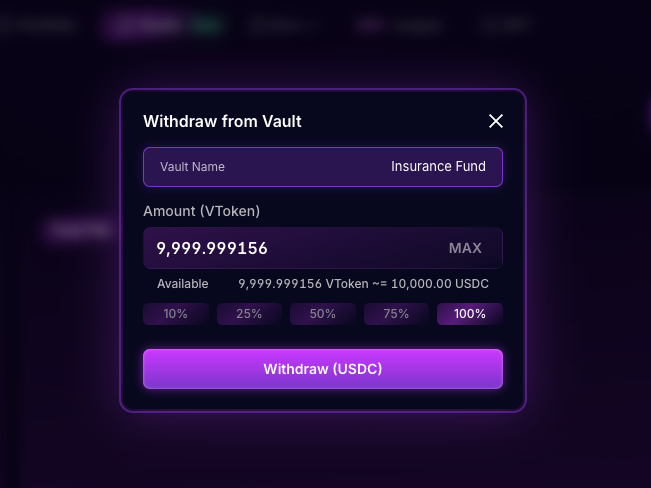 Withdraw from Vault
Vault Name Insurance Fund
Amount (VToken)
9,999.999156 MAX
Available 9,999.999156 VToken ~= 10,000.00 USDC
10% 25% 50% 75% 100%
Withdraw (USDC)